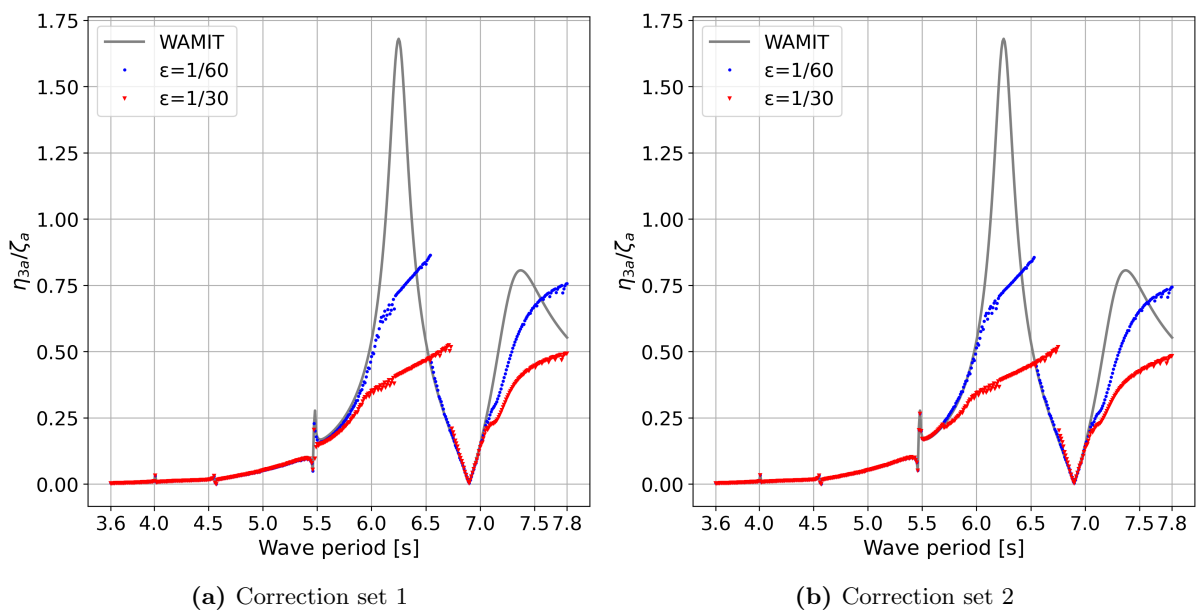 1.75
1.50
1.25
1.00
0.75
0.50
0.25
0.00
η3a/ζa
WAMIT
ε=1/60
ε=1/30
3.6 4.0 4.5 5.0 5.5 6.0 6.5 7.0 7.5 7.8
Wave period [s]
(a) Correction set 1
1.75
1.50
1.25
1.00
0.75
0.50
0.25
0.00
η3a/ζa
WAMIT
ε=1/60
ε=1/30
3.6 4.0 4.5 5.0 5.5 6.0 6.5 7.0 7.5 7.8
Wave period [s]
(b) Correction set 2